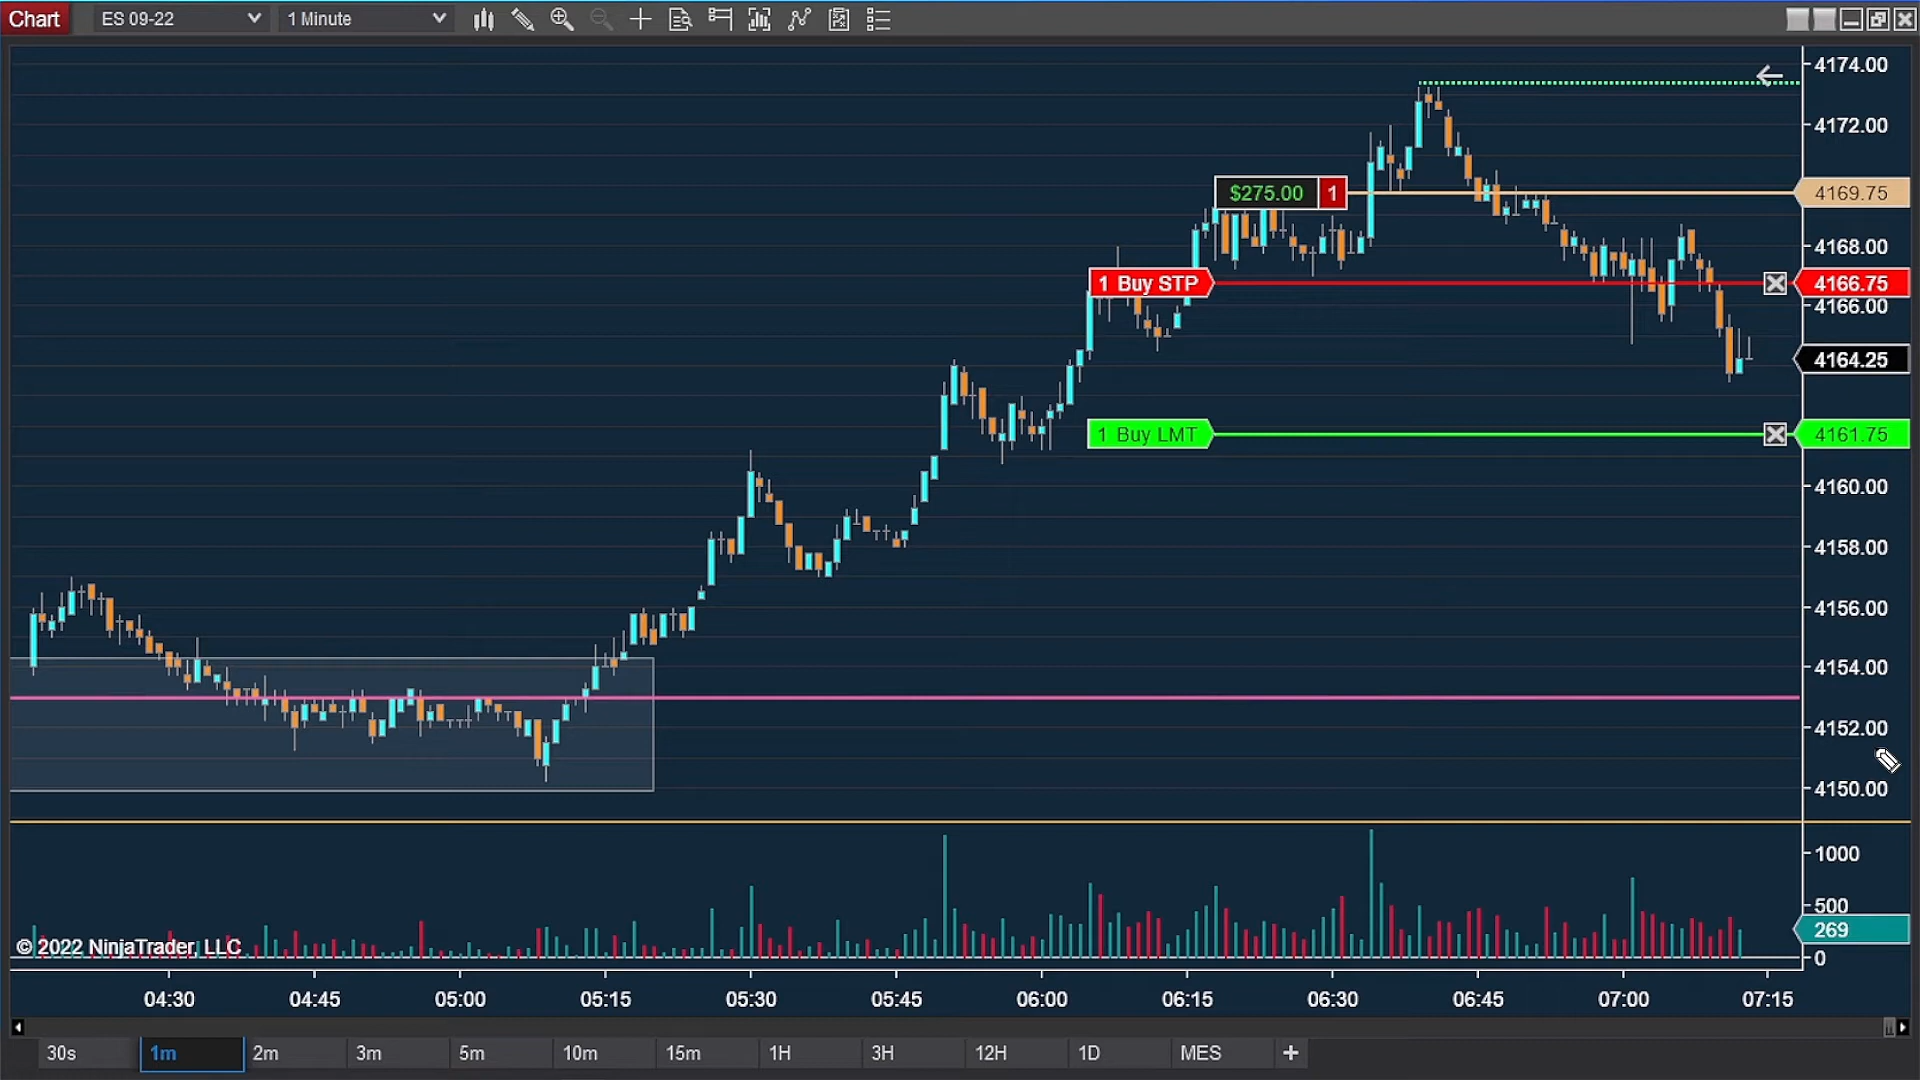 Chart ES 09-22 1 Minute
4174.00
4172.00
$275.00 1 4169.75
4168.00
1 Buy STP 4166.75
4166.00
4164.25
1 Buy LMT 4161.75
4160.00
4158.00
4156.00
4154.00
4152.00
4150.00
1000
500
269
© 2022 NinjaTrader, LLC
0
04:30 04:45 05:00 05:15 05:30 05:45 06:00 06:15 06:30 06:45 07:00 07:15
30s 1m 2m 3m 5m 10m 15m 1H 3H 12H 1D MES +